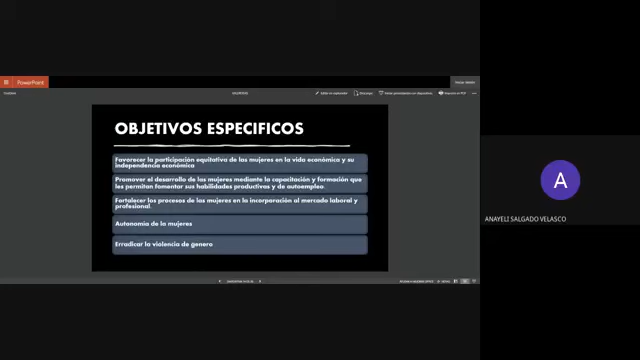 PowerPoint
OBJETIVOS ESPECIFICOS
Favorecer la participación equitativa de las mujeres en la vida económica y su
independencia económica
Promover el desarrollo de las mujeres mediante la capacitación y formación que
les permitan fomentar sus habilidades productivas y de autoempleo.
Fortalecer los procesos de las mujeres en la incorporación al mercado laboral y
profesional.
Autonomía de la mujeres
Erradicar la violencia de genero
A
ANAYELI SALGADO VELASCO